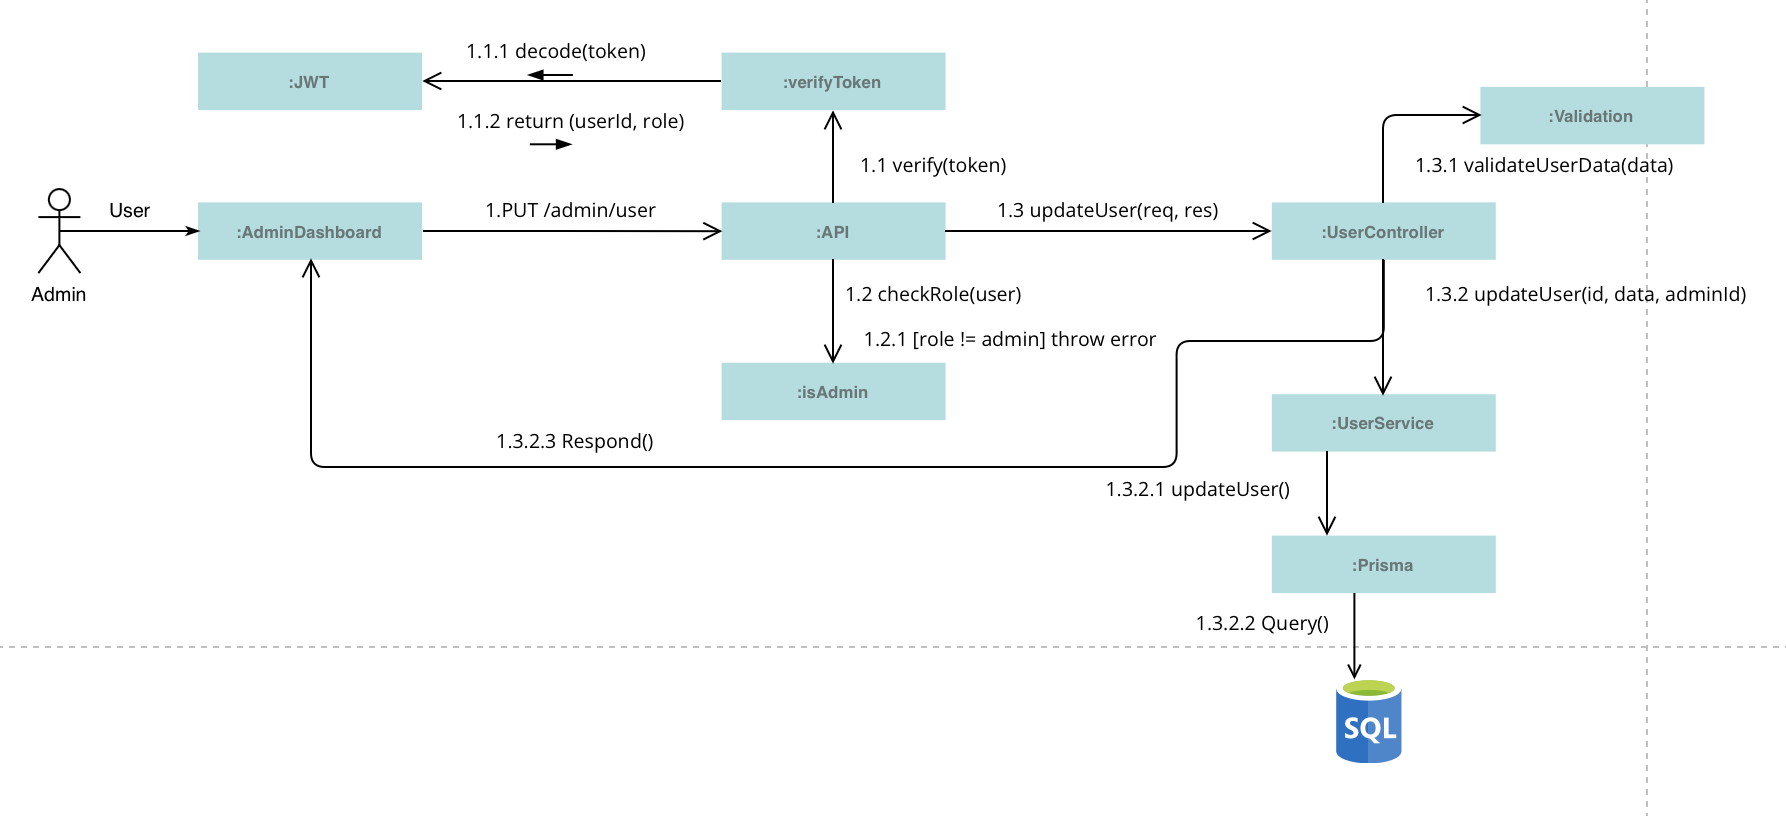 1.1.1 decode(token)
:JWT
:verifyToken
:Validation
1.1.2 return (userId, role)
1.1 verify(token)
1.3.1 validateUserData(data)
User
1.PUT /admin/user
1.3 updateUser(req, res)
:AdminDashboard
:API
:UserController
Admin
1.2 checkRole(user)
1.3.2 updateUser(id, data, adminId)
1.2.1 [role != admin] throw error
:isAdmin
:UserService
1.3.2.3 Respond()
1.3.2.1 updateUser()
:Prisma
1.3.2.2 Query()
SQL